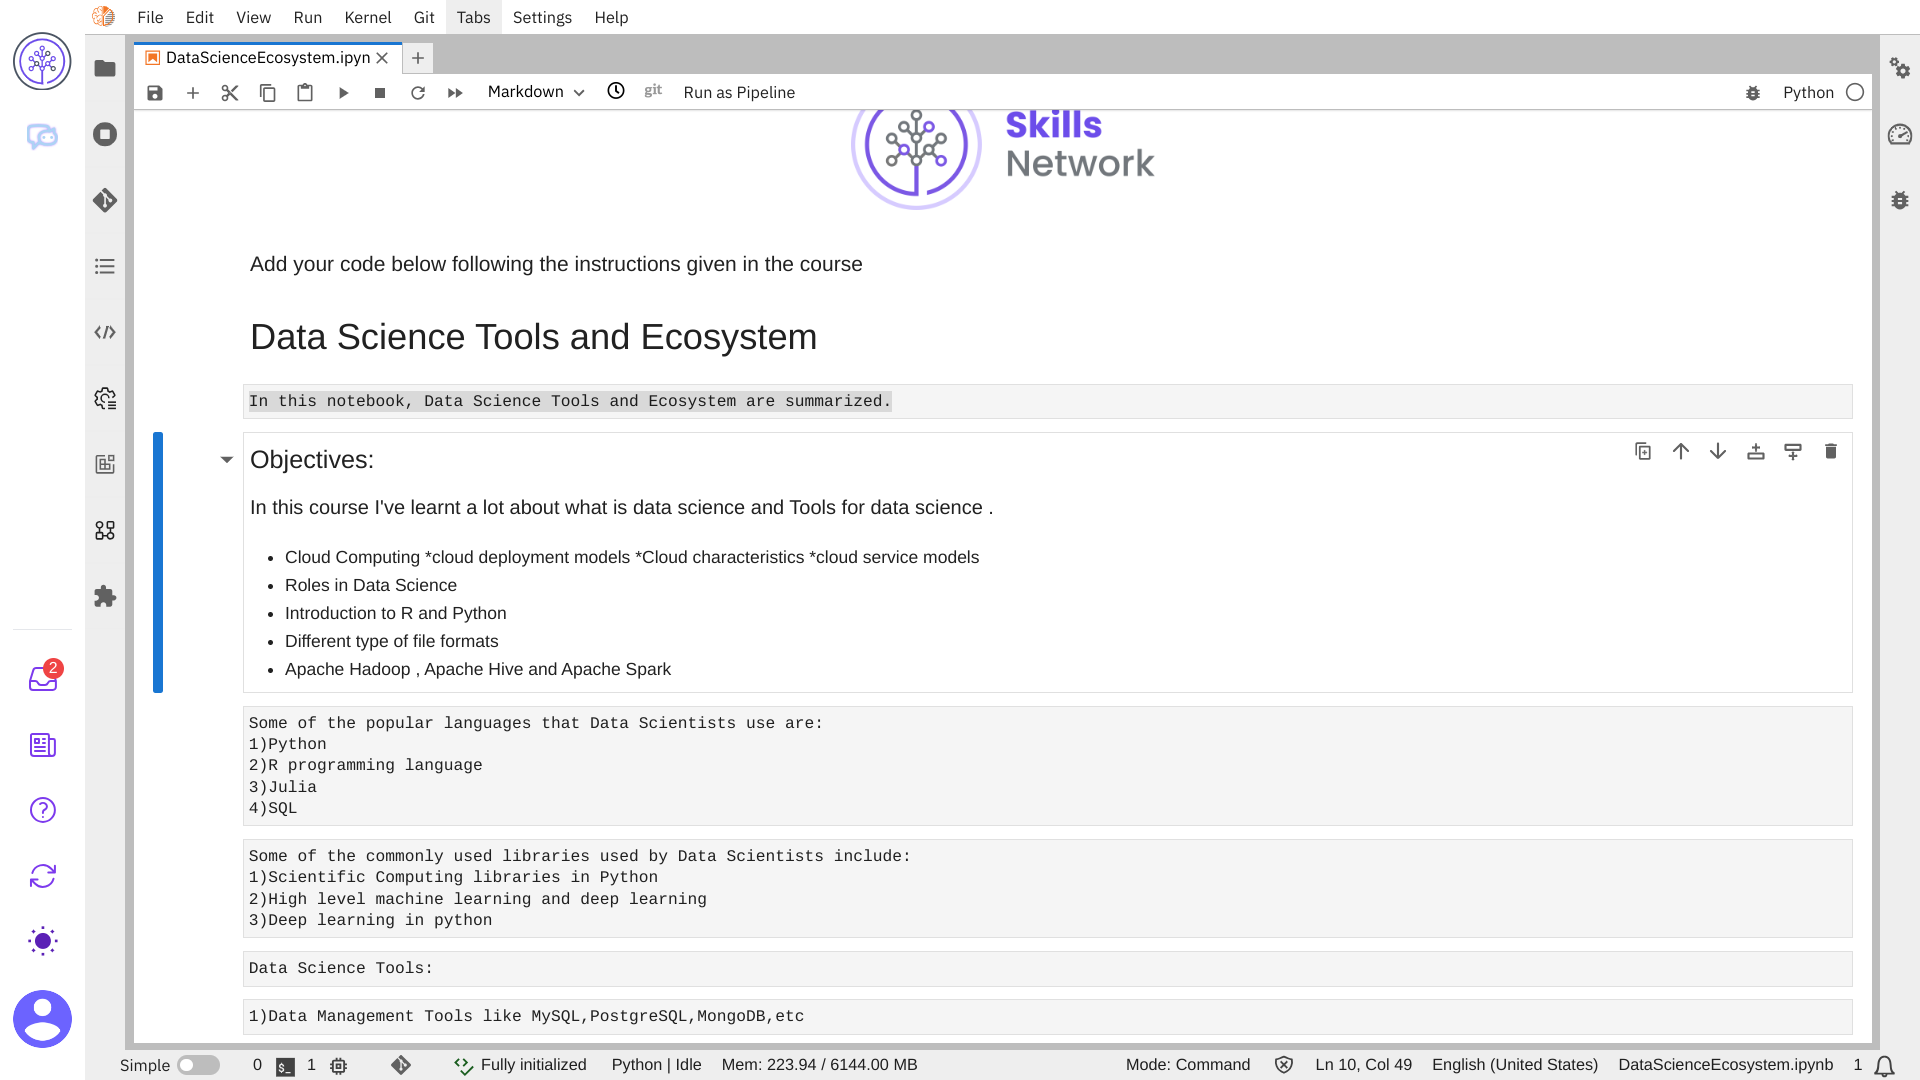 File Edit View Run Kernel Git Tabs Settings Help
DataScienceEcosystem.ipyn
Markdown git Run as Pipeline Python
Skills
Network
Add your code below following the instructions given in the course
Data Science Tools and Ecosystem
In this notebook, Data Science Tools and Ecosystem are summarized.
Objectives:
In this course I've learnt a lot about what is data science and Tools for data science .
• Cloud Computing *cloud deployment models *Cloud characteristics *cloud service models
• Roles in Data Science
• Introduction to R and Python
• Different type of file formats
• Apache Hadoop , Apache Hive and Apache Spark
Some of the popular languages that Data Scientists use are:
1)Python
2)R programming language
3)Julia
4)SQL
Some of the commonly used libraries used by Data Scientists include:
1)Scientific Computing libraries in Python
2)High level machine learning and deep learning
3)Deep learning in python
Data Science Tools:
1)Data Management Tools like MySQL,PostgreSQL,MongoDB,etc
2
Simple 0 $_ 1 Fully initialized Python | Idle Mem: 223.94 / 6144.00 MB Mode: Command Ln 10, Col 49 English (United States) DataScienceEcosystem.ipynb 1